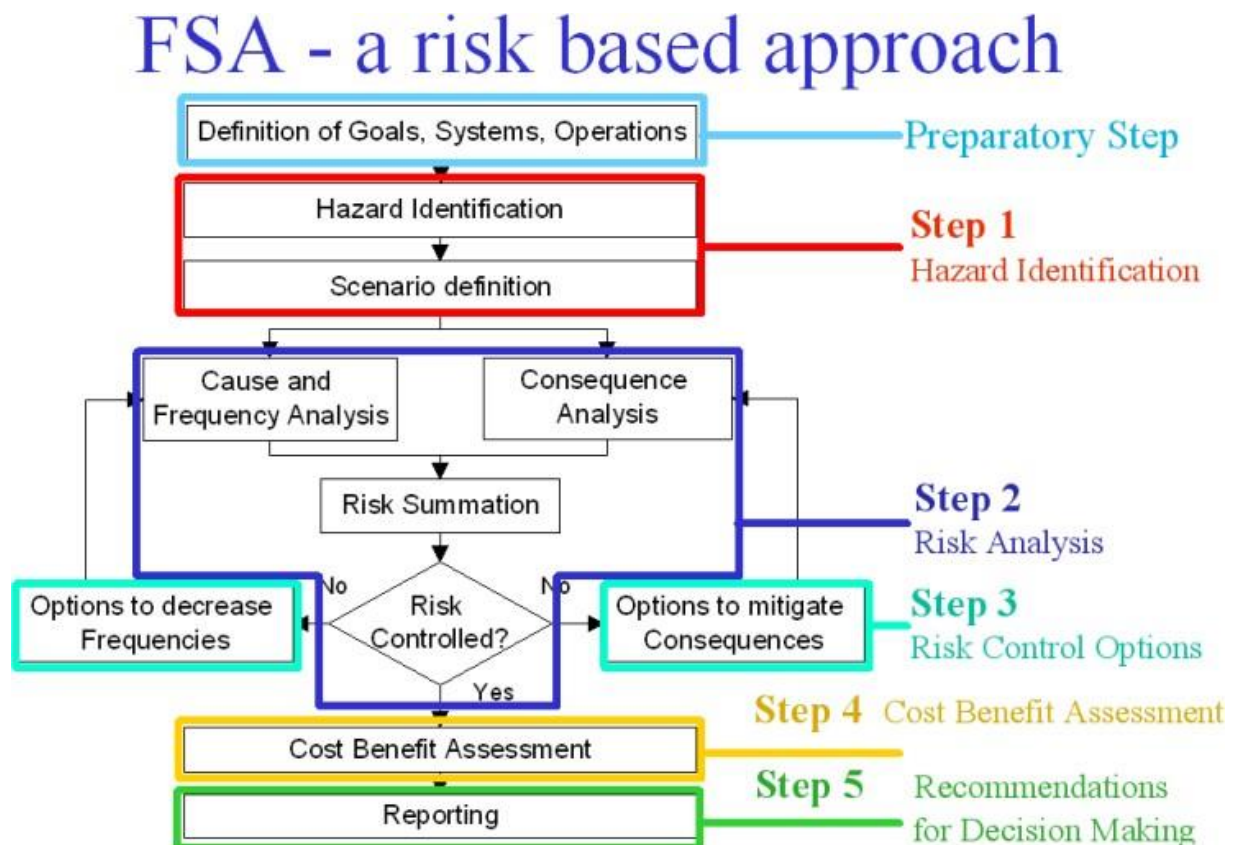 FSA - a risk based approach
Definition of Goals, Systems, Operations
Preparatory Step
Hazard Identification
Scenario definition
Step 1
Hazard Identification
Cause and
Frequency Analysis
Consequence
Analysis
Risk Summation
Step 2
Risk Analysis
No
No
Options to decrease
Frequencies
Risk
Controlled?
Options to mitigate
Consequences
Step 3
Risk Control Options
Yes
Step 4 Cost Benefit Assessment
Cost Benefit Assessment
Step 5 Recommendations
for Decision Making
Reporting